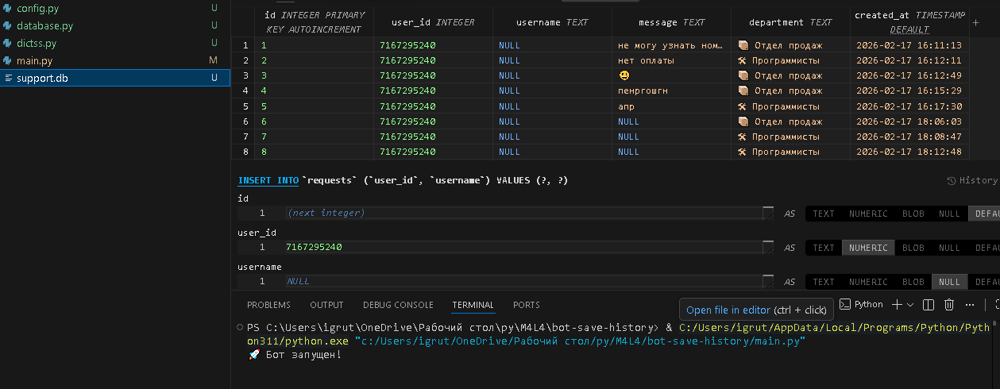 config.py U
database.py U
dictss.py U
main.py M
support.db U
id INTEGER PRIMARY KEY AUTOINCREMENT user_id INTEGER username TEXT message TEXT department TEXT created_at TIMESTAMP DEFAULT +
1 1 7167295240 NULL не могу узнать ном… 📦 Отдел продаж 2026-02-17 16:11:13
2 2 7167295240 NULL нет оплаты 🛠 Программисты 2026-02-17 16:12:11
3 3 7167295240 NULL 😃 📦 Отдел продаж 2026-02-17 16:12:49
4 4 7167295240 NULL пенргошгн 📦 Отдел продаж 2026-02-17 16:15:29
5 5 7167295240 NULL апр 🛠 Программисты 2026-02-17 16:17:30
6 6 7167295240 NULL NULL 📦 Отдел продаж 2026-02-17 18:06:03
7 7 7167295240 NULL NULL 🛠 Программисты 2026-02-17 18:08:47
8 8 7167295240 NULL NULL 🛠 Программисты 2026-02-17 18:12:48
INSERT INTO `requests` (`user_id`, `username`) VALUES (?, ?) History
id
1 (next integer) AS TEXT NUMERIC BLOB NULL DEFAU
user_id
1 7167295240 AS TEXT NUMERIC BLOB NULL DEFAU
username
1 NULL AS TEXT NUMERIC BLOB NULL DEFAU
PROBLEMS OUTPUT DEBUG CONSOLE TERMINAL PORTS
Open file in editor (ctrl + click) Python
PS C:\Users\igrut\OneDrive\Рабочий стол\py\M4L4\bot-save-history> & C:/Users/igrut/AppData/Local/Programs/Python/Pyth
on311/python.exe "c:/Users/igrut/OneDrive/Рабочий стол/py/M4L4/bot-save-history/main.py"
🚀 Бот запущен!